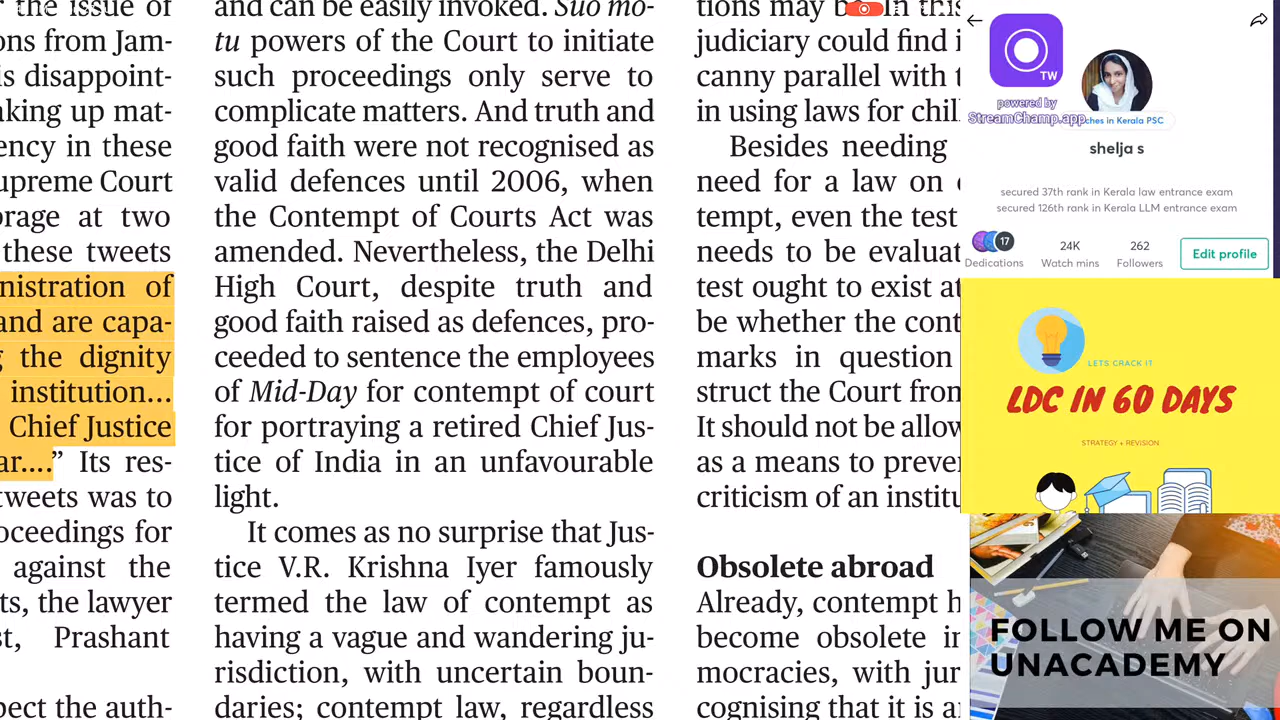 the issue of
ons from Jam-
is disappoint-
aking up mat-
ency in these
upreme Court
orage at two
these tweets
nistration of
and are capa-
g the dignity
institution...
Chief Justice
ar....” Its res-
tweets was to
oceedings for
against the
ts, the lawyer
st, Prashant
pect the auth-
and can be easily invoked. Suo mo-
tu powers of the Court to initiate
such proceedings only serve to
complicate matters. And truth and
good faith were not recognised as
valid defences until 2006, when
the Contempt of Courts Act was
amended. Nevertheless, the Delhi
High Court, despite truth and
good faith raised as defences, pro-
ceeded to sentence the employees
of Mid-Day for contempt of court
for portraying a retired Chief Jus-
tice of India in an unfavourable
light.
It comes as no surprise that Jus-
tice V.R. Krishna Iyer famously
termed the law of contempt as
having a vague and wandering ju-
risdiction, with uncertain boun-
daries; contempt law, regardless
tions may be. In this
judiciary could find i
canny parallel with t
in using laws for chil
Besides needing
need for a law on
tempt, even the test
needs to be evaluat
test ought to exist at
be whether the cont
marks in question
struct the Court from
It should not be allow
as a means to preve
criticism of an institu
Obsolete abroad
Already, contempt h
become obsolete in
mocracies, with jur
cognising that it is a
TW
powered by
StreamChamp.app
ches in Kerala PSC
shelja s
secured 37th rank in Kerala law entrance exam
secured 126th rank in Kerala LLM entrance exam
17
Dedications
24K
Watch mins
262
Followers
Edit profile
LETS CRACK IT
LDC IN 60 DAYS
STRATEGY + REVISION
FOLLOW ME ON
UNACADEMY